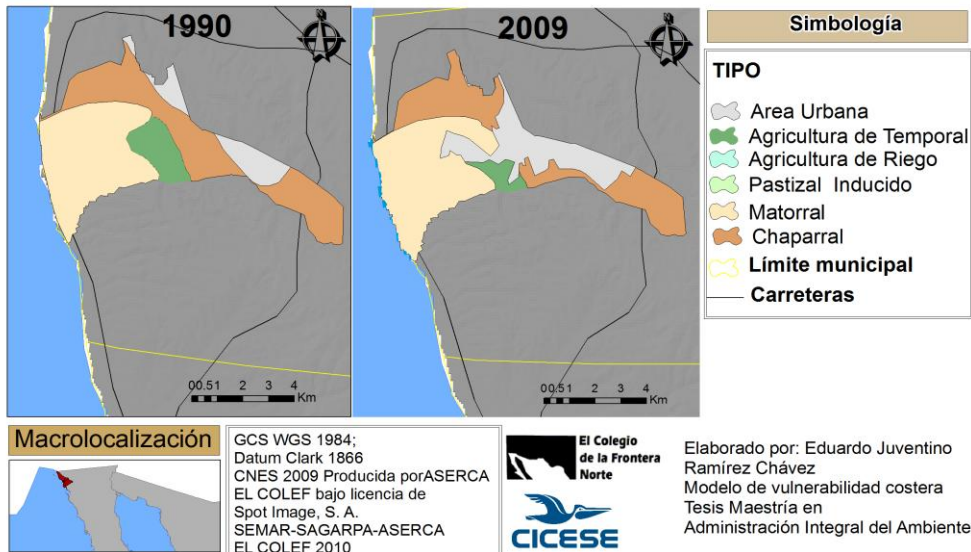 1990
2009
00.51 2 3 4
Km
00.51 2 3 4
Km
Simbología
TIPO
Area Urbana
Agricultura de Temporal
Agricultura de Riego
Pastizal Inducido
Matorral
Chaparral
Límite municipal
Carreteras
Macrolocalización
GCS WGS 1984;
Datum Clark 1866
CNES 2009 Producida porASERCA
EL COLEF bajo licencia de
Spot Image, S. A.
SEMAR-SAGARPA-ASERCA
EL COLEF 2010
El Colegio
de la Frontera
Norte
CICESE
Elaborado por: Eduardo Juventino
Ramírez Chávez
Modelo de vulnerabilidad costera
Tesis Maestría en
Administración Integral del Ambiente